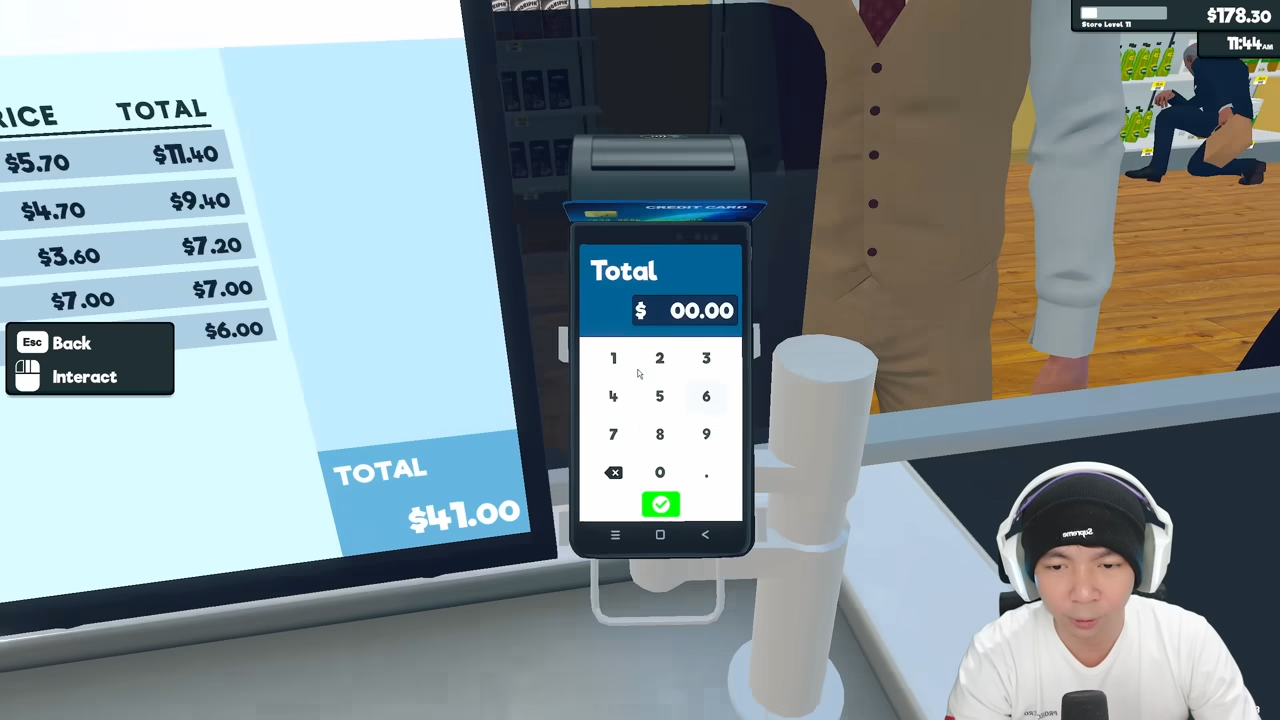 $178.30
Store Level 11
11:44AM
RICE TOTAL
$5.70 $11.40
$4.70 $9.40
$3.60 $7.20
$7.00 $7.00
$6.00
TOTAL
$41.00
Esc Back
Interact
CREDIT CARD
Total
$ 00.00
1 2 3
4 5 6
7 8 9
0 .
Supreme